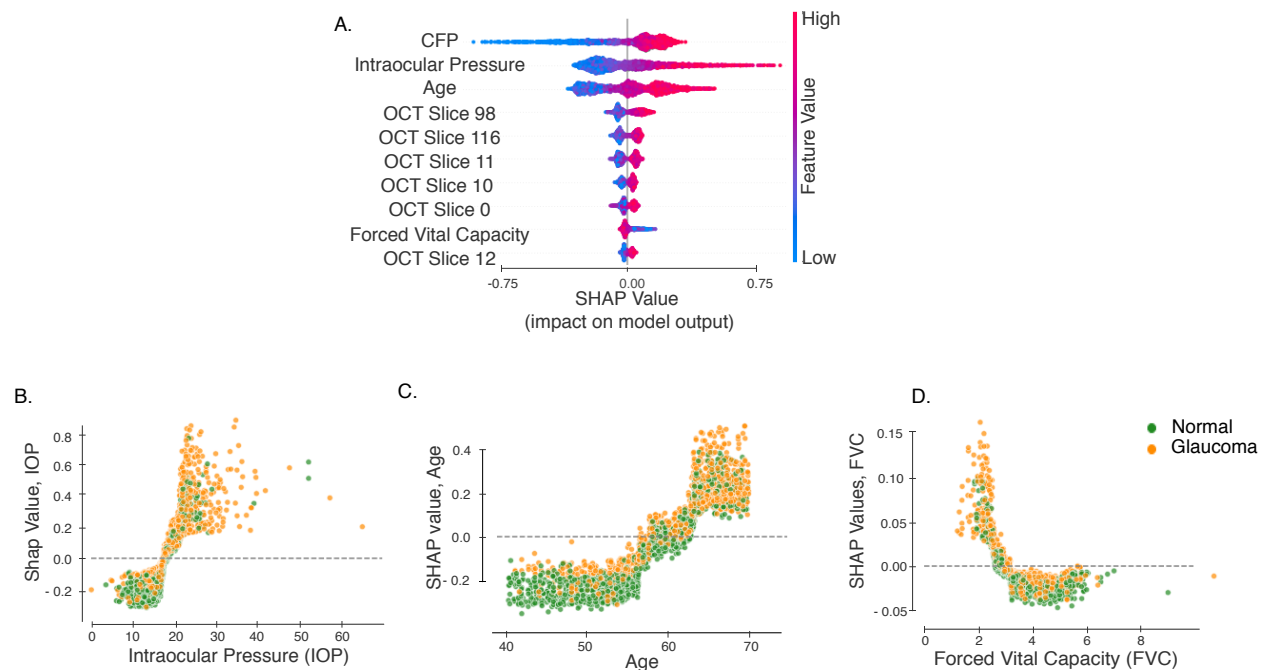 A.
High
CFP
Intraocular Pressure
Age
OCT Slice 98
OCT Slice 116
OCT Slice 11
OCT Slice 10
OCT Slice 0
Forced Vital Capacity
OCT Slice 12
Feature Value
Low
-0.75 0.00 0.75
SHAP Value
(impact on model output)
B.
Shap Value, IOP
0.8
0.6
0.4
0.2
0.0
- 0.2
0 10 20 30 40 50 60
Intraocular Pressure (IOP)
C.
SHAP value, Age
0.4
0.2
0.0
- 0.2
40 50 60 70
Age
D.
Normal
Glaucoma
SHAP Values, FVC
0.15
0.10
0.05
0.00
- 0.05
0 2 4 6 8
Forced Vital Capacity (FVC)